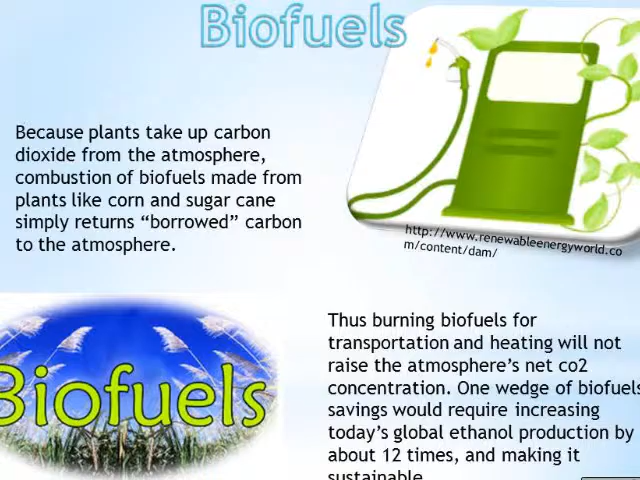 Biofuels
Because plants take up carbon
dioxide from the atmosphere,
combustion of biofuels made from
plants like corn and sugar cane
simply returns “borrowed” carbon
to the atmosphere.
http://www.renewableenergyworld.co
m/content/dam/
Biofuels
Thus burning biofuels for
transportation and heating will not
raise the atmosphere’s net co2
concentration. One wedge of biofuels
savings would require increasing
today’s global ethanol production by
about 12 times, and making it
sustainable.